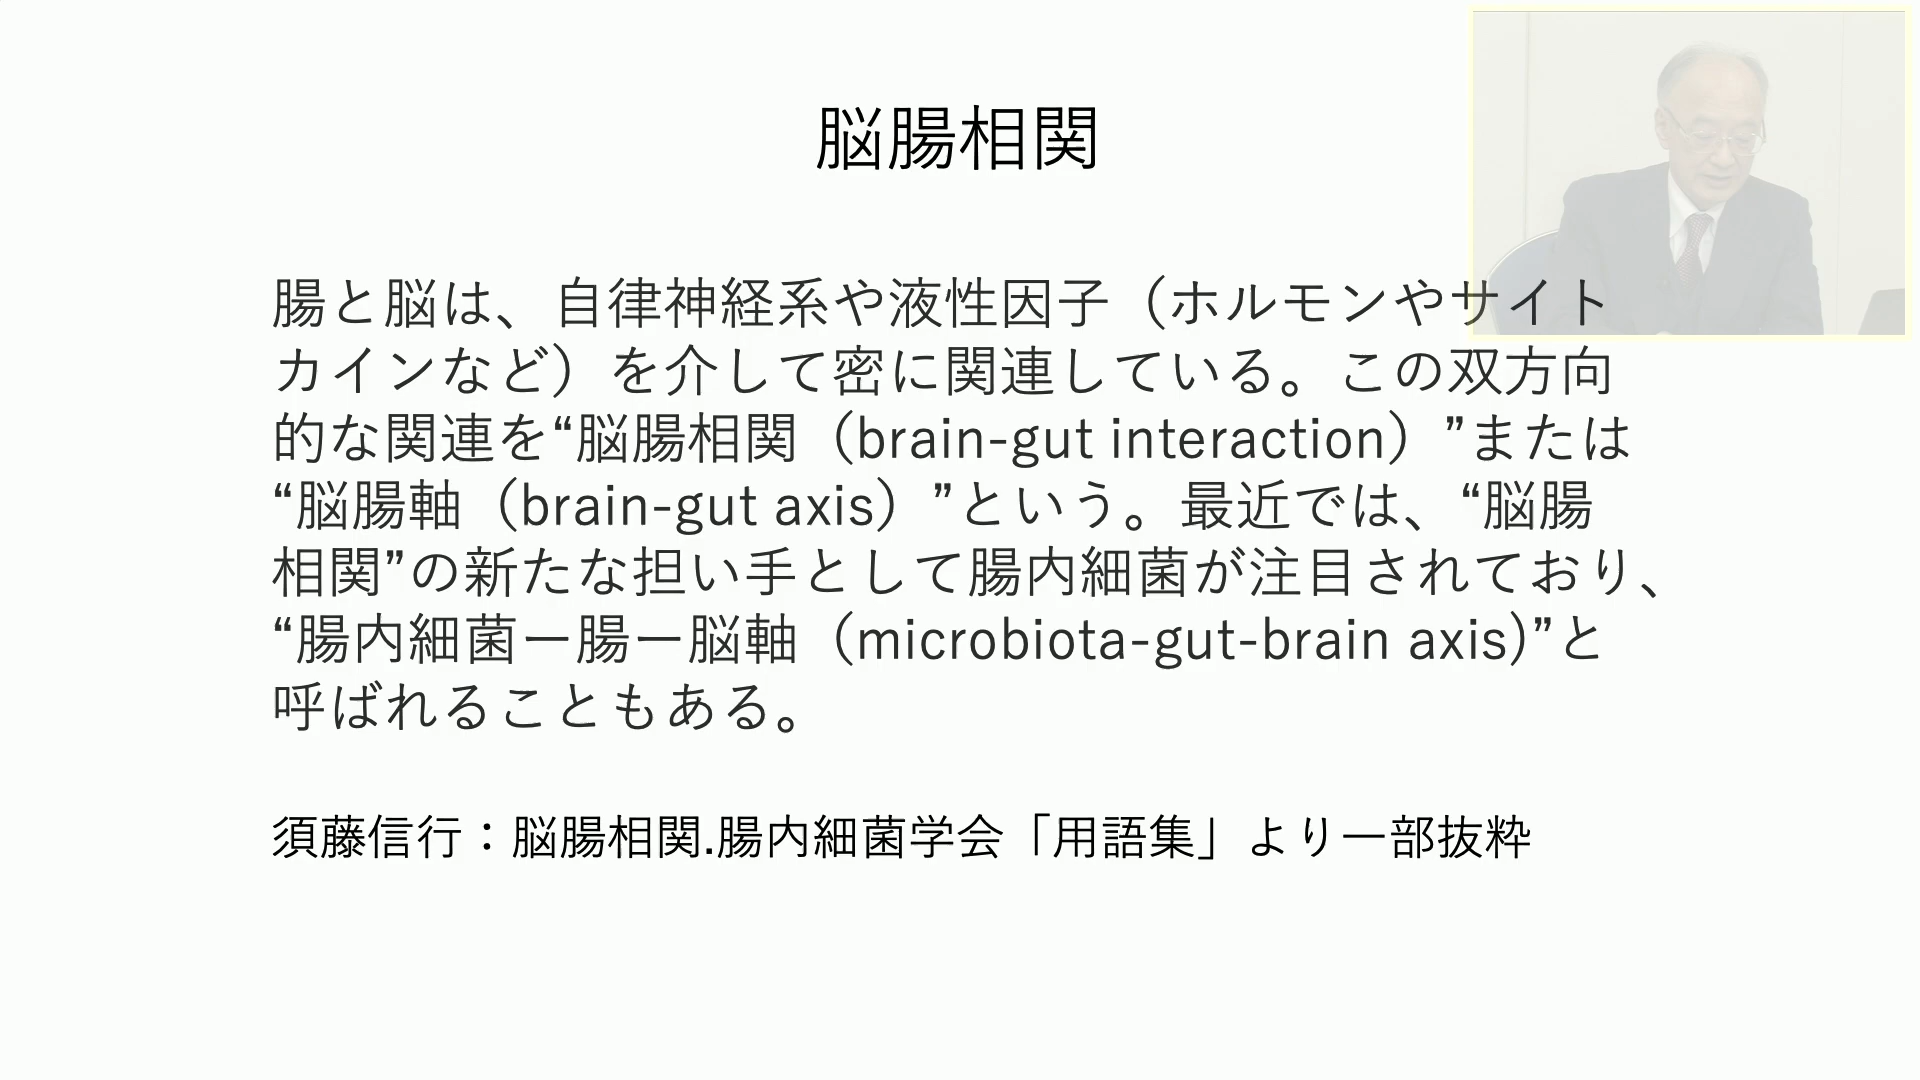 脳腸相関
腸と脳は、自律神経系や液性因子（ホルモンやサイト
カインなど）を介して密に関連している。この双方向
的な関連を“脳腸相関（brain-gut interaction）”または
“脳腸軸（brain-gut axis）”という。最近では、“脳腸
相関”の新たな担い手として腸内細菌が注目されており、
“腸内細菌ー腸ー脳軸（microbiota-gut-brain axis)”と
呼ばれることもある。
須藤信行：脳腸相関.腸内細菌学会「用語集」より一部抜粋